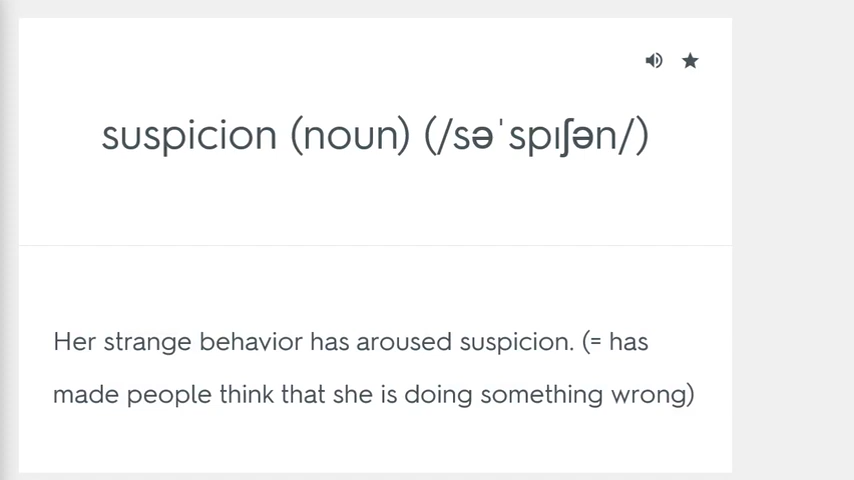 suspicion (noun) (/səˈspɪʃən/)
Her strange behavior has aroused suspicion. (= has
made people think that she is doing something wrong)